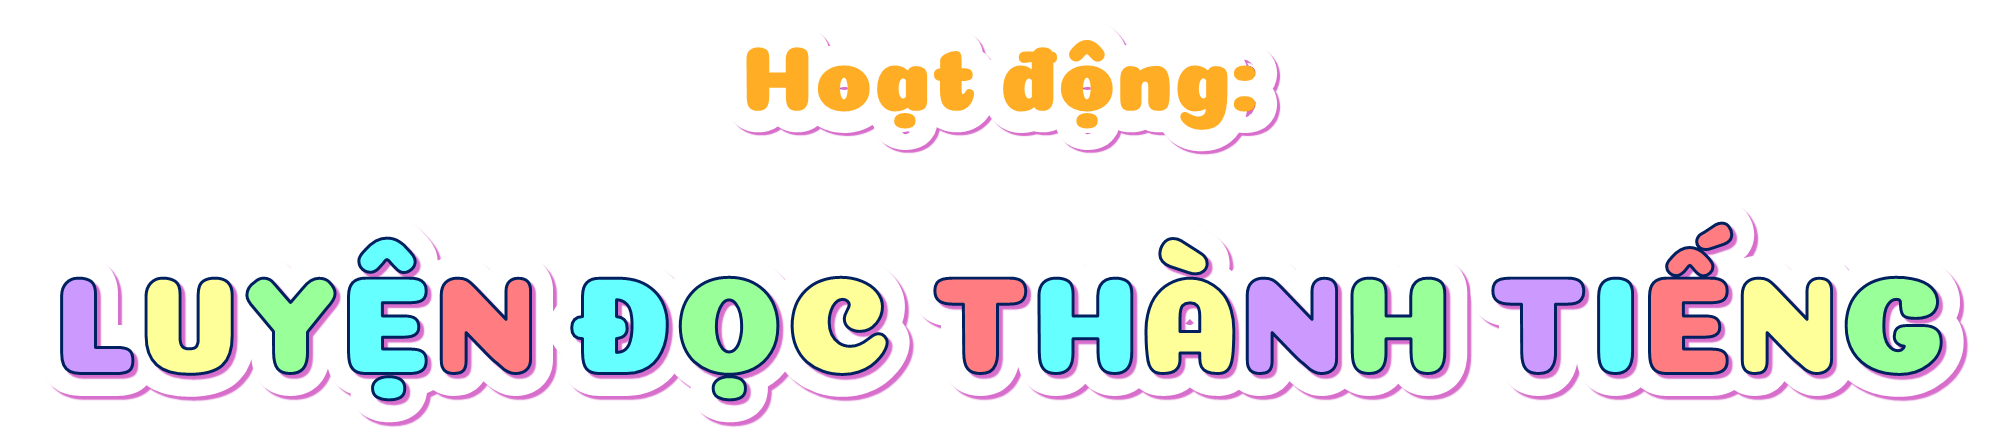 Hoạt động:
LUYỆN ĐỌC THÀNH TIẾNG